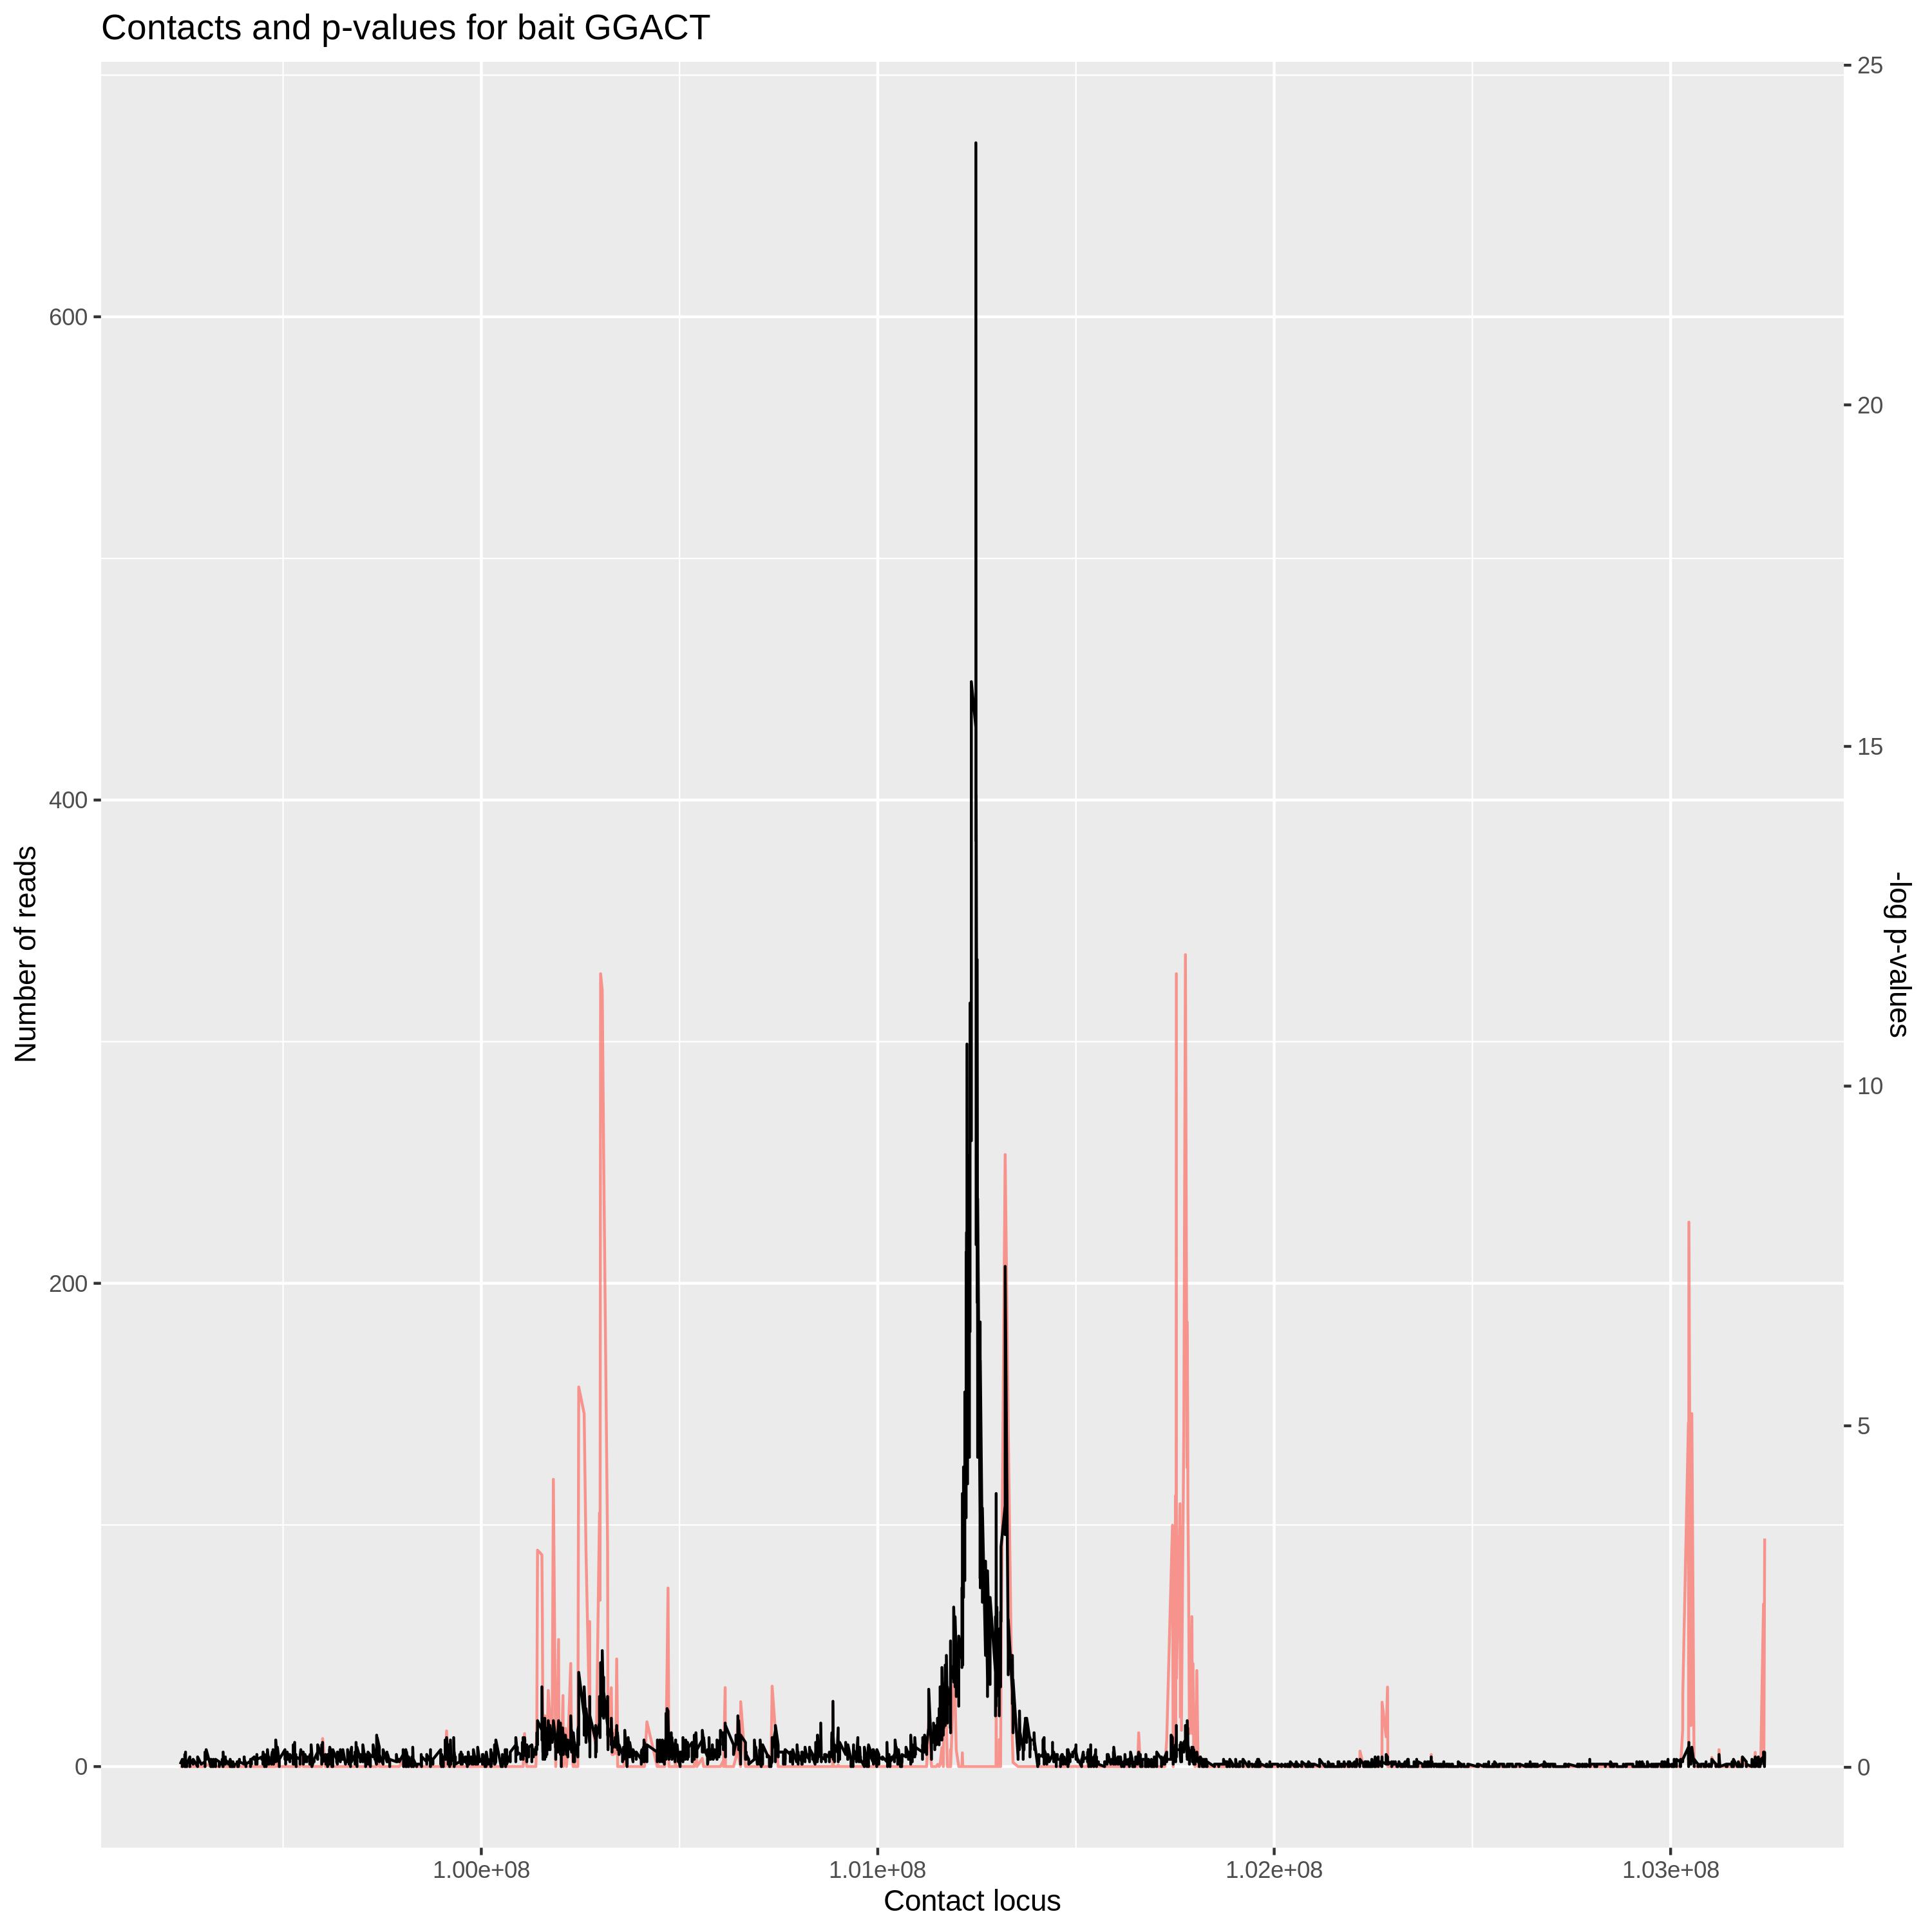 Contacts and p-values for bait GGACT
25
20
15
10
5
0
600
400
200
0
Number of reads
-log p-values
1.00e+08
1.01e+08
1.02e+08
1.03e+08
Contact locus